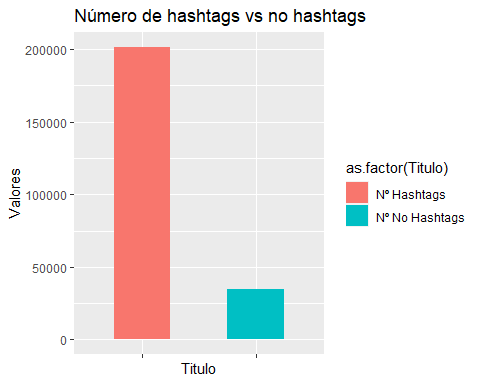 Número de hashtags vs no hashtags
200000
150000
100000
50000
0
Valores
Titulo
as.factor(Titulo)
Nº Hashtags
Nº No Hashtags